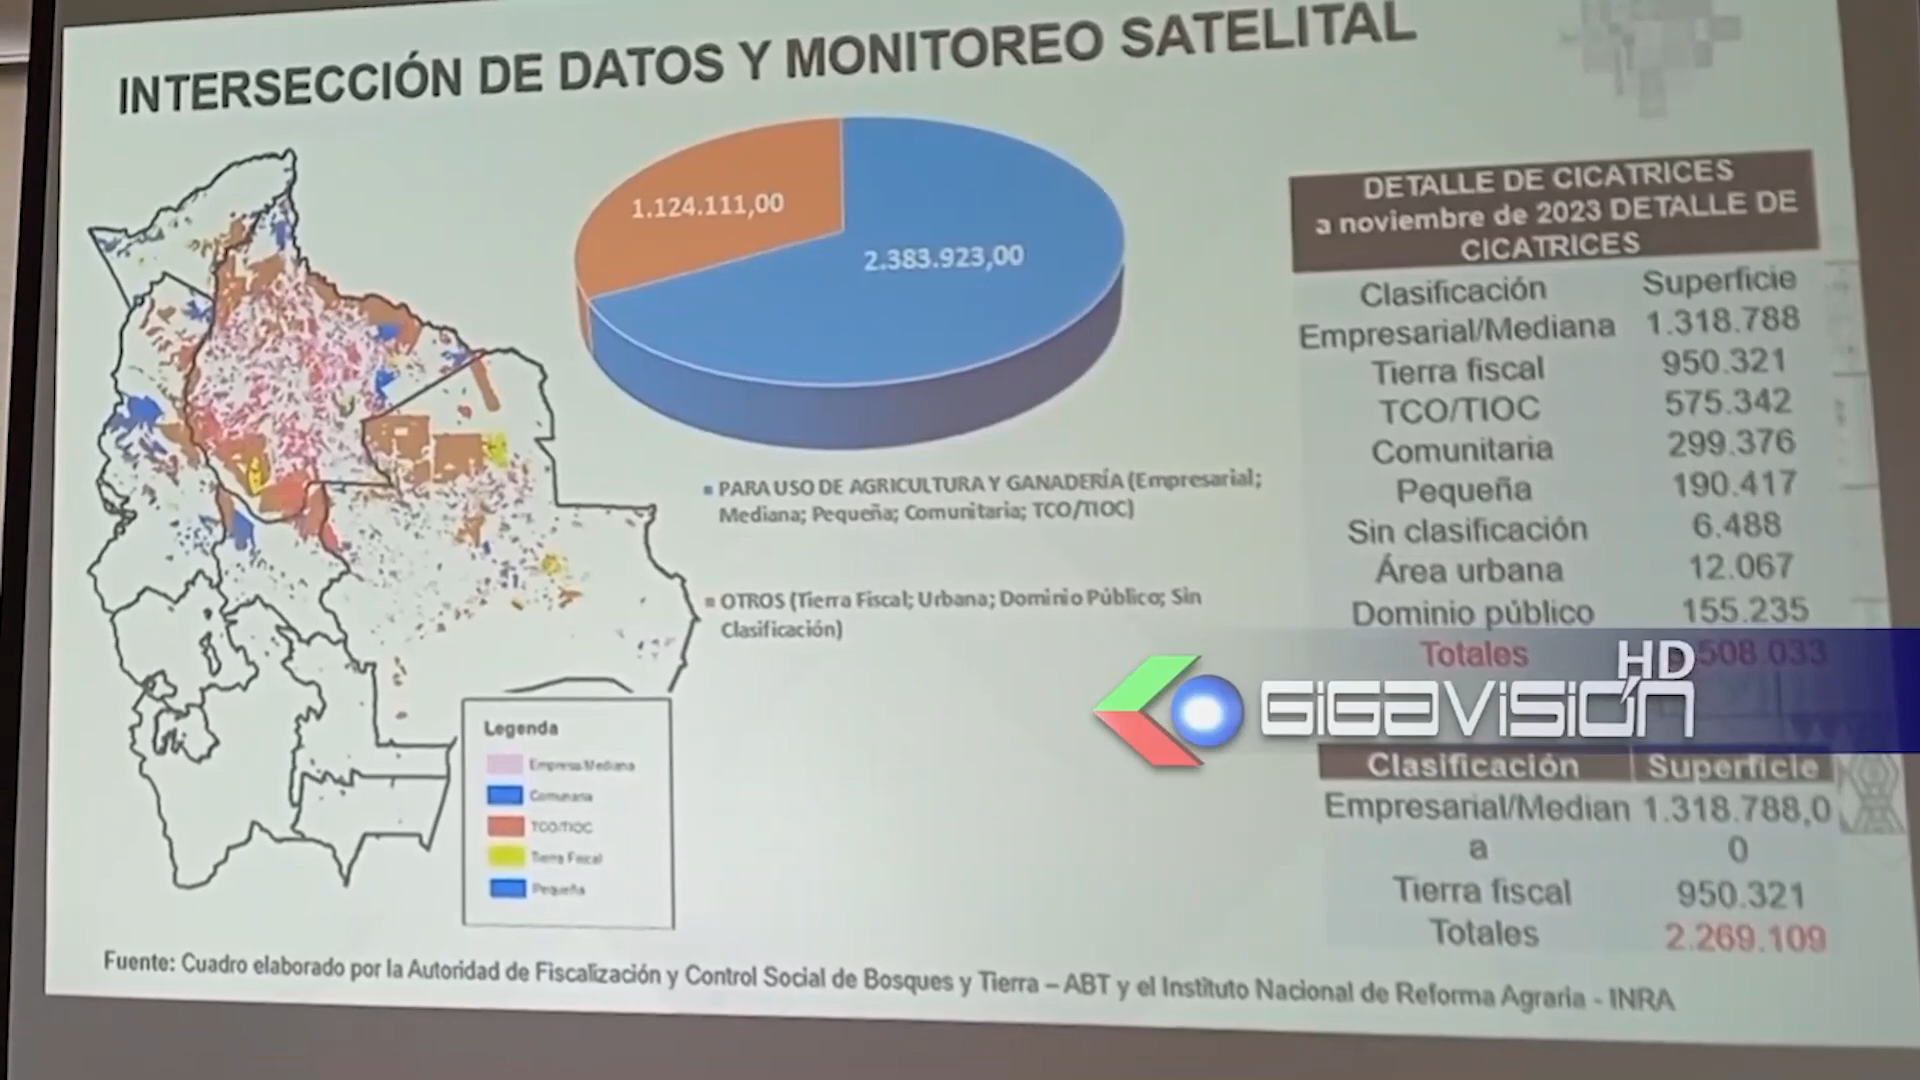 INTERSECCIÓN DE DATOS Y MONITOREO SATELITAL
1.124.111,00
2.383.923,00
PARA USO DE AGRICULTURA Y GANADERÍA (Empresarial;
Mediana; Pequeña; Comunitaria; TCO/TIOC)
OTROS (Tierra Fiscal; Urbana; Dominio Público; Sin
Clasificación)
DETALLE DE CICATRICES
a noviembre de 2023 DETALLE DE
CICATRICES
Clasificación Superficie
Empresarial/Mediana 1.318.788
Tierra fiscal 950.321
TCO/TIOC 575.342
Comunitaria 299.376
Pequeña 190.417
Sin clasificación 6.488
Área urbana 12.067
Dominio público 155.235
Totales 508.033
HD
GIGAVISIÓN
Clasificación Superficie
Empresarial/Median 1.318.788,0
a 0
Tierra fiscal 950.321
Totales 2.269.109
Legenda
Empresa/Mediana
TCO/TIOC
Tierra Fiscal
Pequeña
Fuente: Cuadro elaborado por la Autoridad de Fiscalización y Control Social de Bosques y Tierra – ABT y el Instituto Nacional de Reforma Agraria - INRA